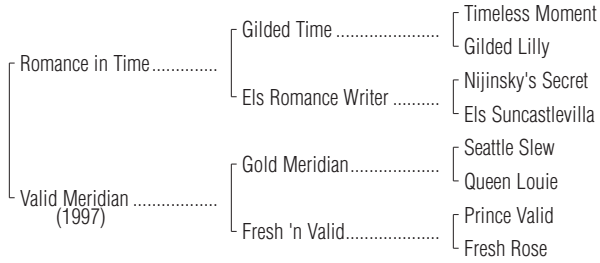 Timeless Moment
Gilded Time ..................
Gilded Lilly
Romance in Time..............
Nijinsky's Secret
Els Romance Writer ..........
Els Suncastlevilla
Seattle Slew
Gold Meridian...................
Queen Louie
Valid Meridian ..................
(1997)
Prince Valid
Fresh 'n Valid....................
Fresh Rose